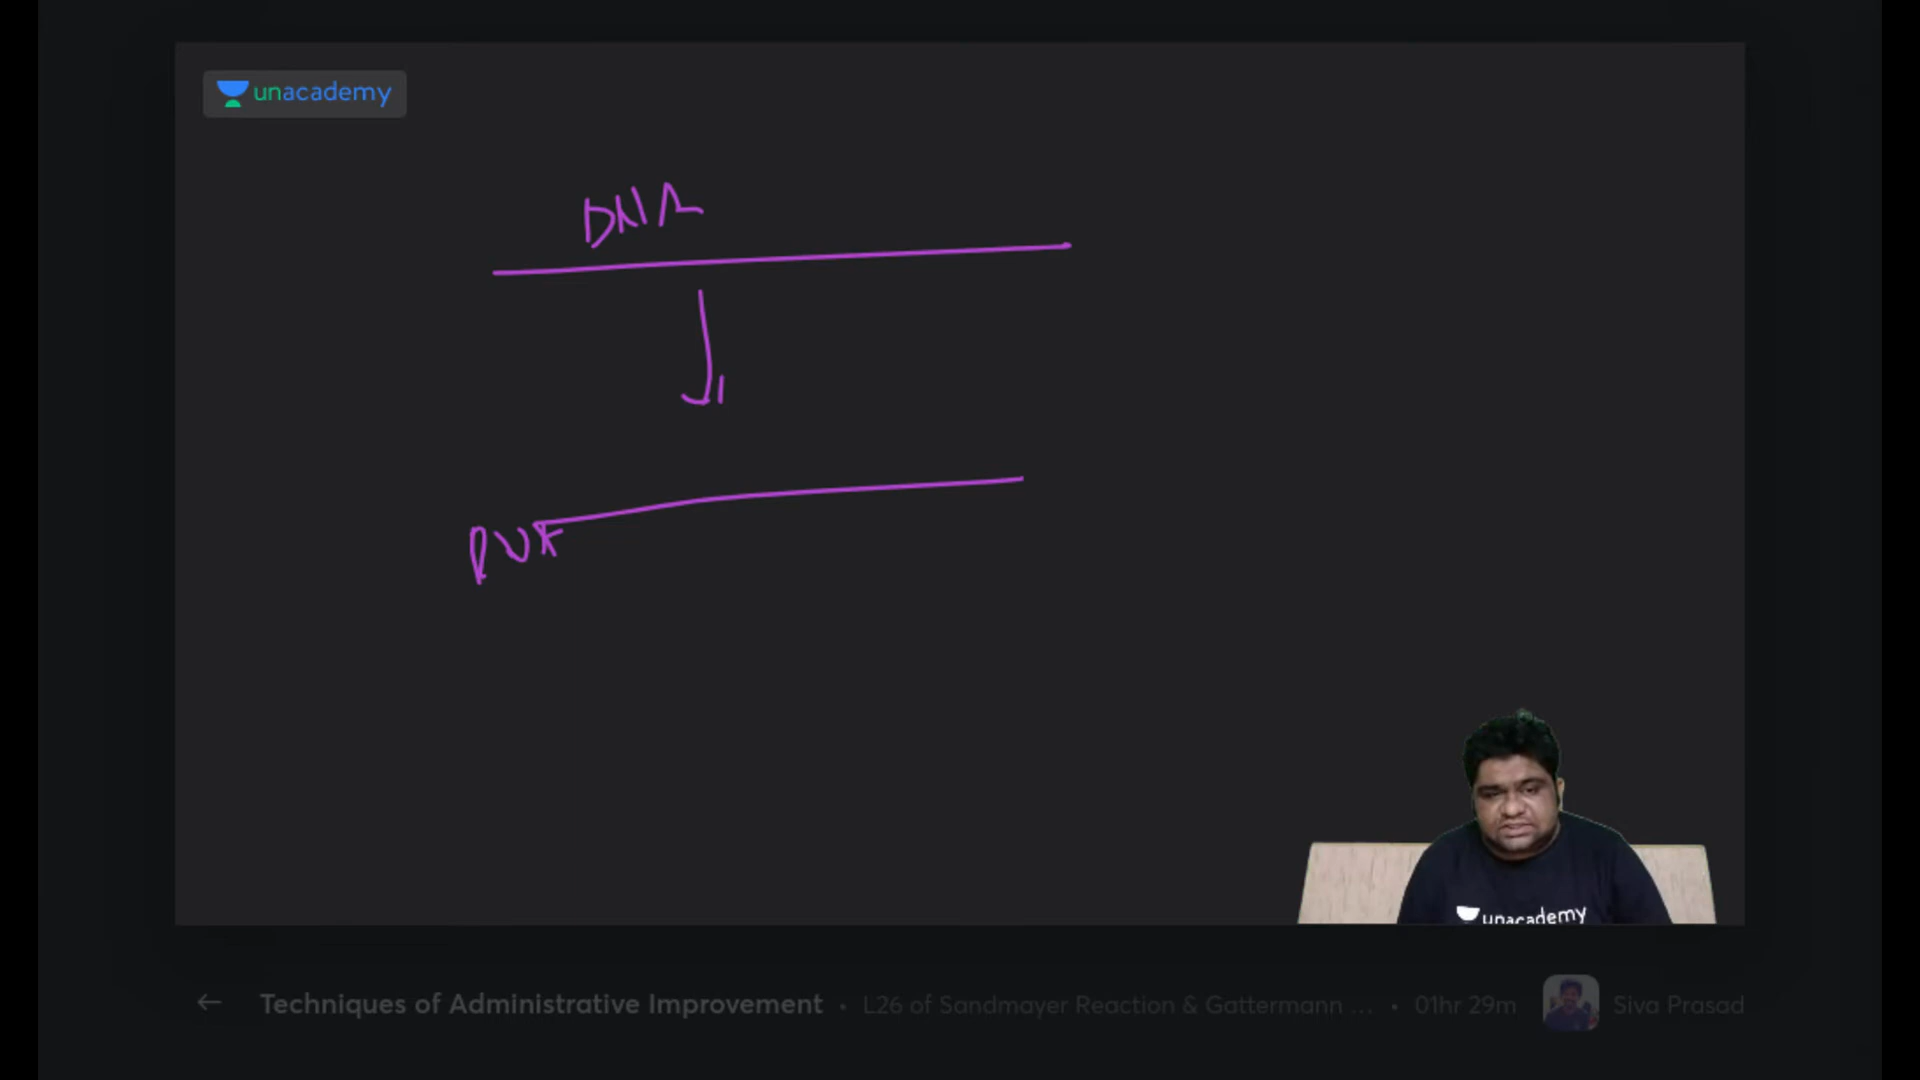 unacademy
DNA
RNA
unacademy
Techniques of Administrative Improvement • L26 of Sandmayer Reaction & Gattermann ... • 01hr 29m Siva Prasad